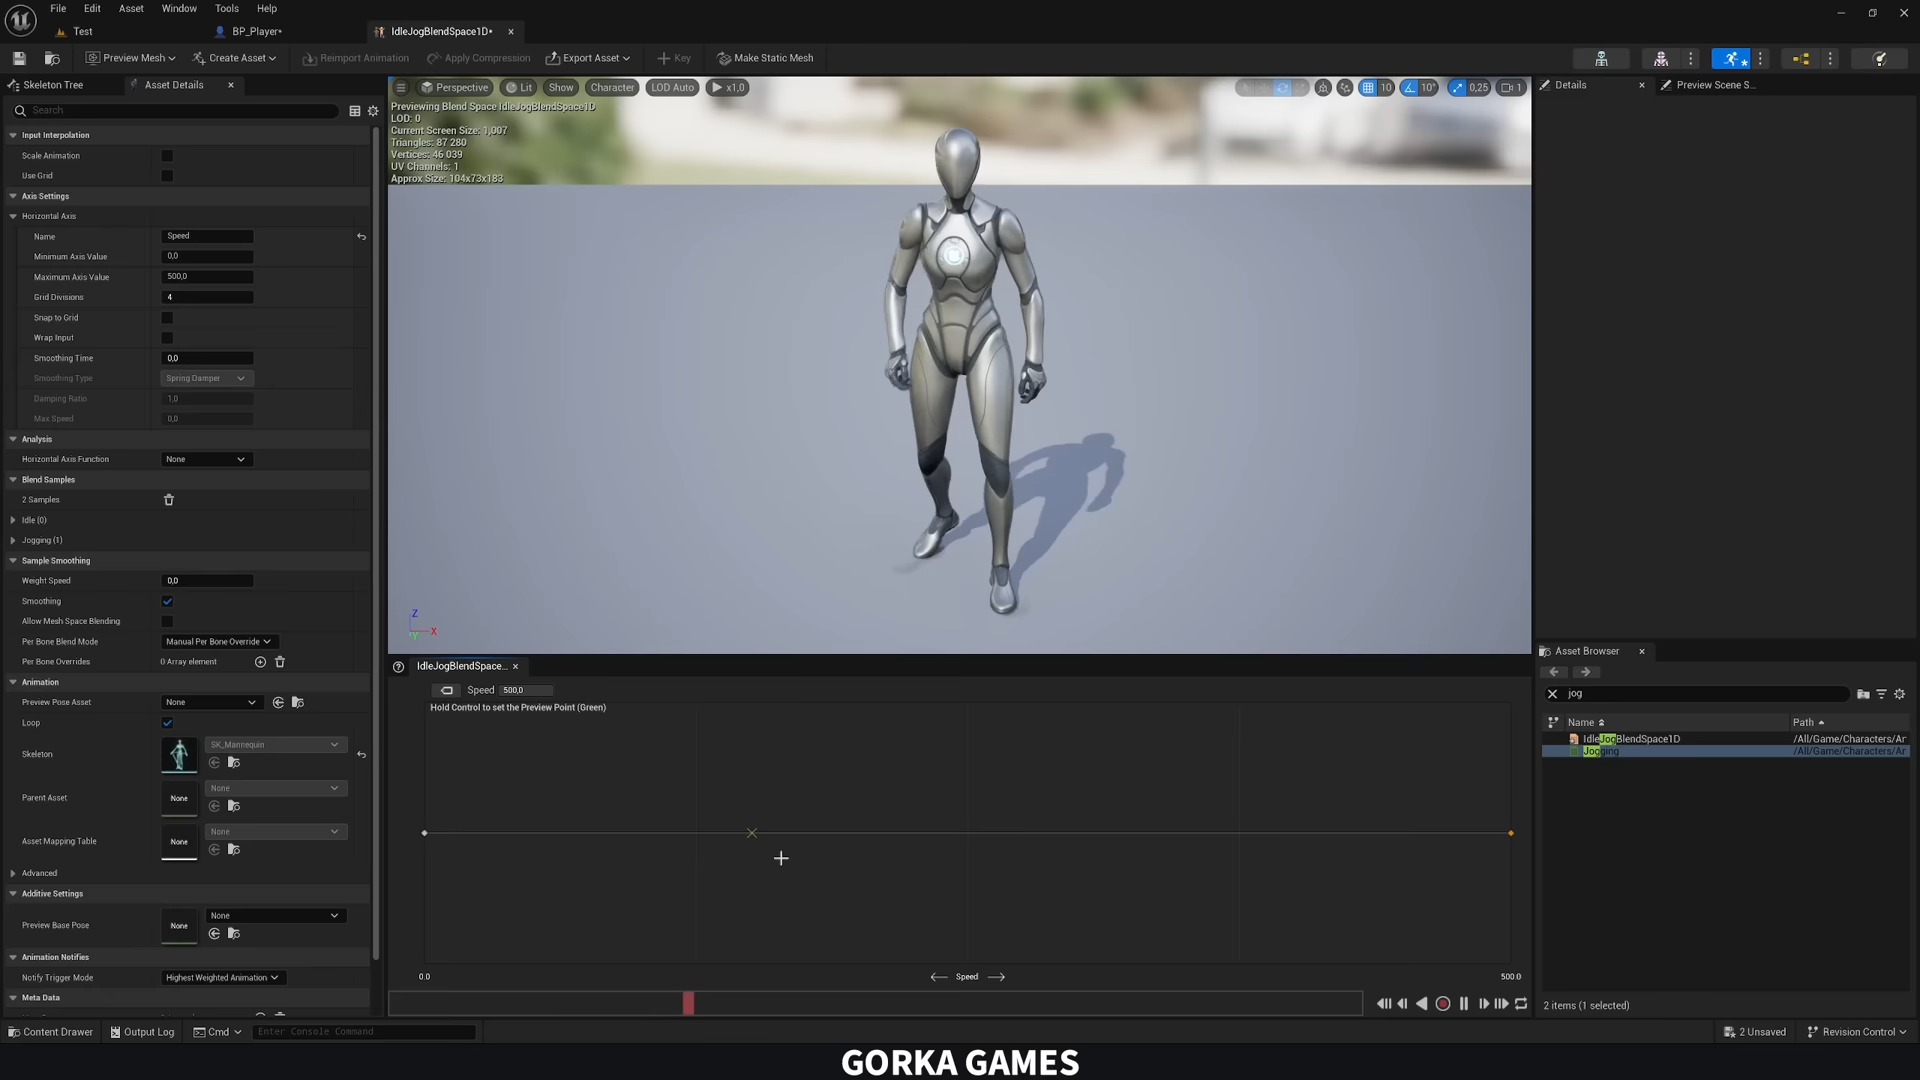 File Edit Asset Window Tools Help
Test BP_Player* IdleJogBlendSpace1D*
Preview Mesh Create Asset Reimport Animation Apply Compression Export Asset Key Make Static Mesh
Skeleton Tree Asset Details
Search
Input Interpolation
Scale Animation
Use Grid
Axis Settings
Horizontal Axis
Name Speed
Minimum Axis Value 0,0
Maximum Axis Value 500,0
Grid Divisions 4
Snap to Grid
Wrap Input
Smoothing Time 0,0
Smoothing Type Spring Damper
Damping Ratio 1,0
Max Speed 0,0
Analysis
Horizontal Axis Function None
Blend Samples
2 Samples
Idle (0)
Jogging (1)
Sample Smoothing
Weight Speed 0,0
Smoothing
Allow Mesh Space Blending
Per Bone Blend Mode Manual Per Bone Override
Per Bone Overrides 0 Array element
Animation
Preview Pose Asset None
Loop
Skeleton SK_Mannequin
Parent Asset None None
Asset Mapping Table None None
Advanced
Additive Settings
Preview Base Pose None None
Animation Notifies
Notify Trigger Mode Highest Weighted Animation
Meta Data
Perspective Lit Show Character LOD Auto x1,0 10 10° 0,25 1
Previewing Blend Space IdleJogBlendSpace1D
LOD: 0
Current Screen Size: 1,007
Triangles: 87 280
Vertices: 46 039
UV Channels: 1
Approx Size: 104x73x183
Z
X
Y
IdleJogBlendSpace...
Speed 500,0
Hold Control to set the Preview Point (Green)
0.0 Speed 500.0
Details Preview Scene S...
Asset Browser
jog
Name Path
IdleJogBlendSpace1D /All/Game/Characters/Ar
Jogging /All/Game/Characters/Ar
2 items (1 selected)
Content Drawer Output Log Cmd Enter Console Command 2 Unsaved Revision Control
GORKA GAMES